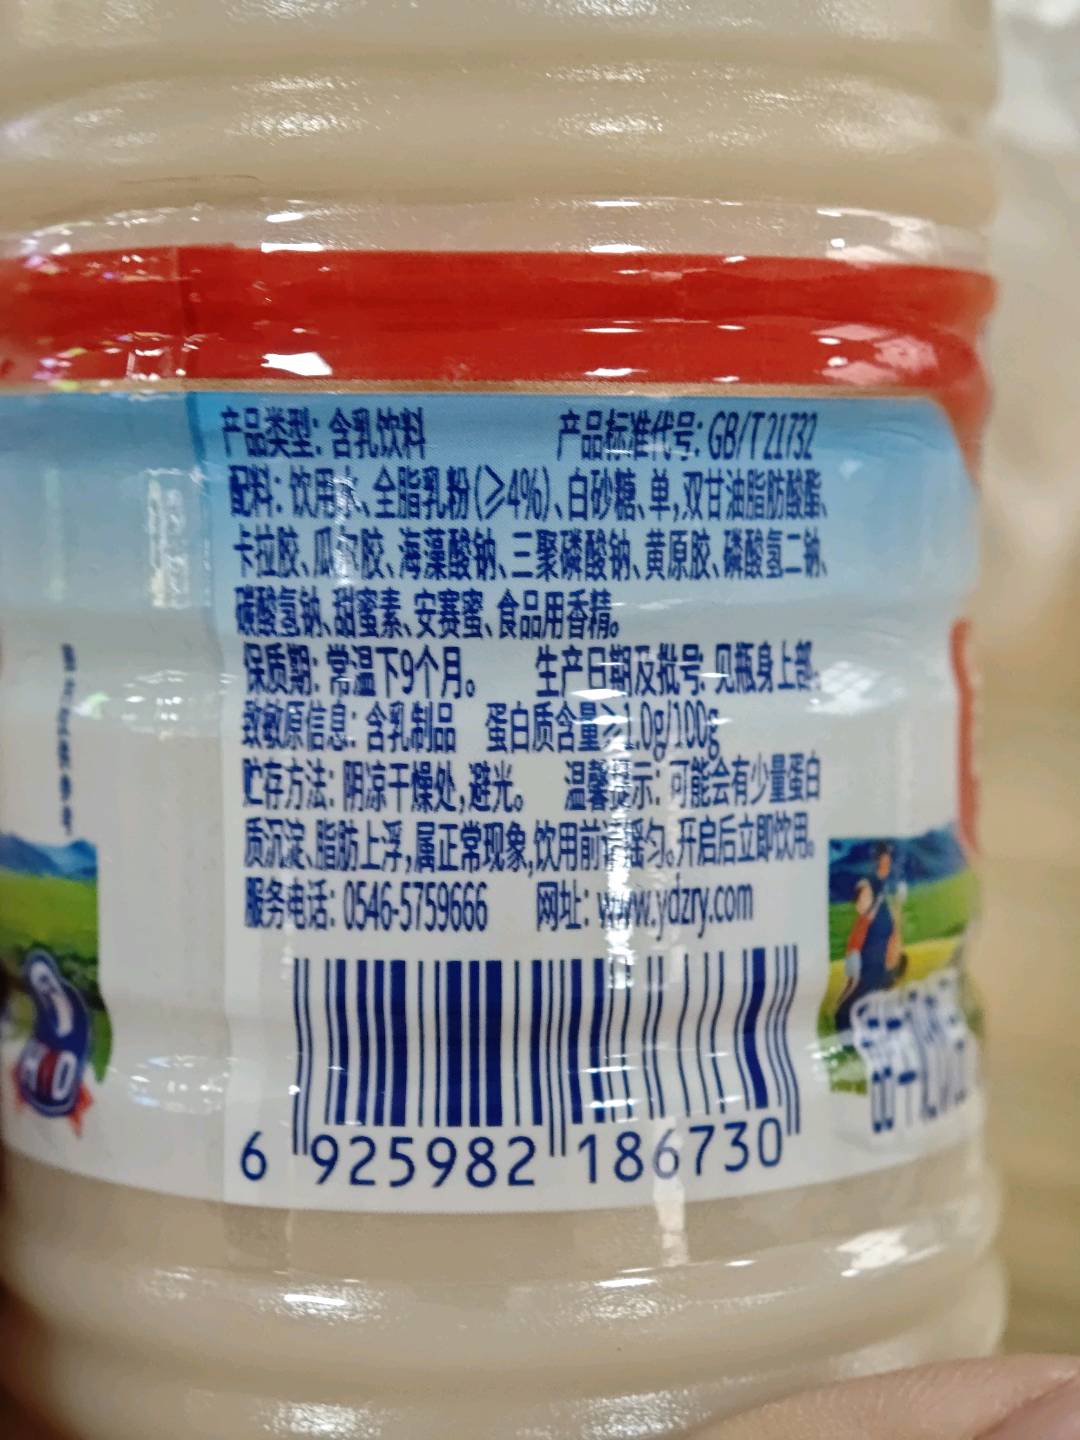 产品类型：含乳饮料 产品标准代号：GB/T21732
配料：饮用水、全脂乳粉(≥4%)、白砂糖、单,双甘油脂肪酸酯、
卡拉胶、瓜尔胶、海藻酸钠、三聚磷酸钠、黄原胶、磷酸氢二钠、
碳酸氢钠、甜蜜素、安赛蜜、食品用香精。
保质期：常温下9个月。 生产日期及批号：见瓶身上部。
致敏原信息：含乳制品 蛋白质含量≥1.0g/100g
贮存方法：阴凉干燥处,避光。 温馨提示：可能会有少量蛋白
质沉淀、脂肪上浮,属正常现象,饮用前请摇匀。开启后立即饮用。
服务电话：0546-5759666 网址：www.ydzry.com
6 925982 186730